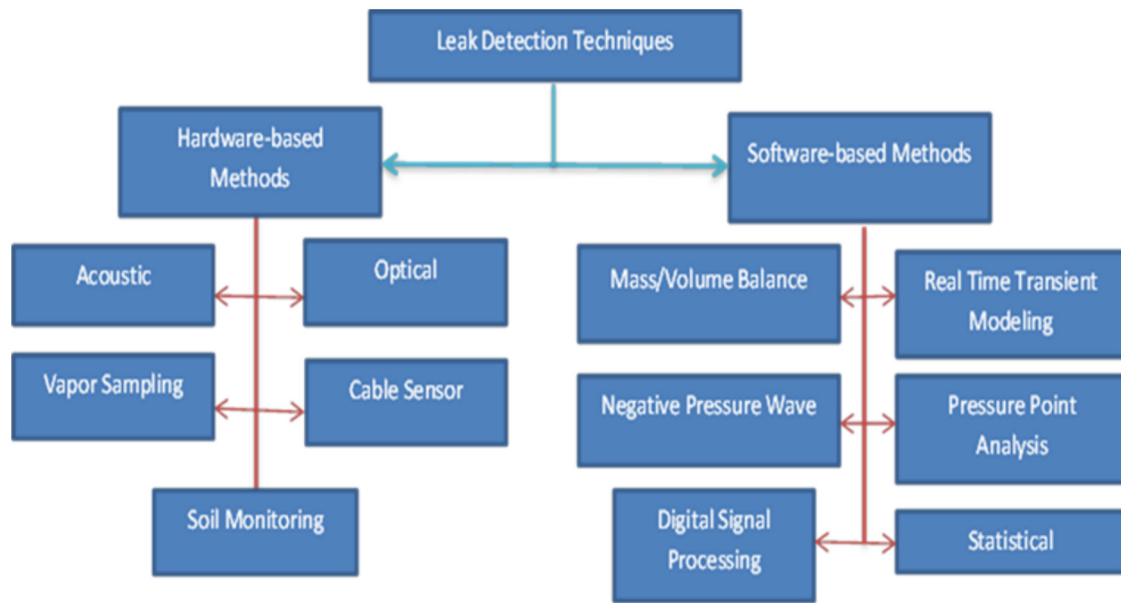 Leak Detection Techniques
Hardware-based
Methods
Software-based Methods
Acoustic
Optical
Vapor Sampling
Cable Sensor
Soil Monitoring
Mass/Volume Balance
Real Time Transient
Modeling
Negative Pressure Wave
Pressure Point
Analysis
Digital Signal
Processing
Statistical